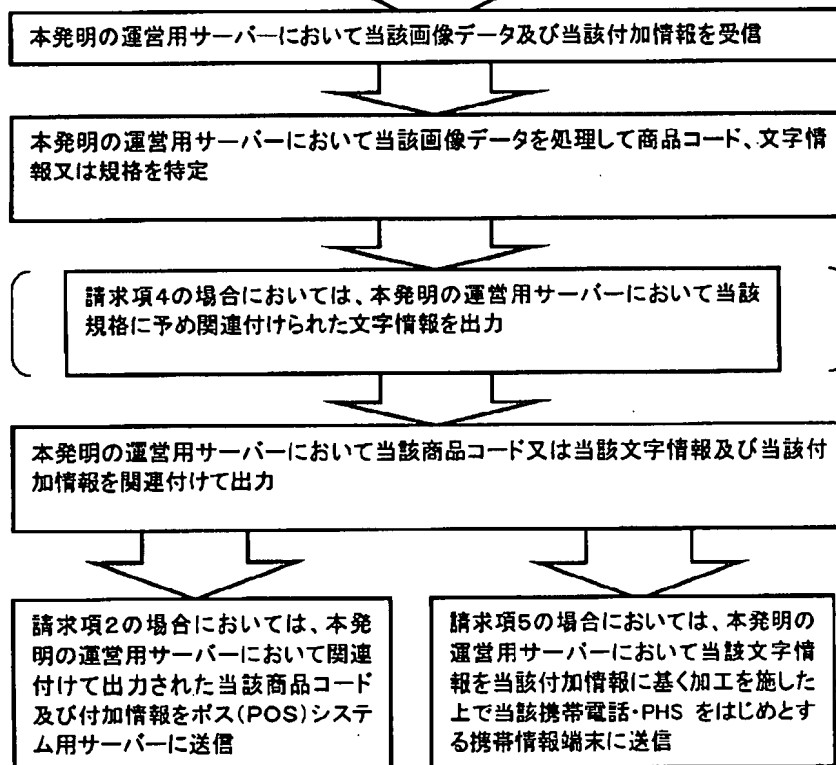 本発明の運営用サーバーにおいて当該画像データ及び当該付加情報を受信
本発明の運営用サーバーにおいて当該画像データを処理して商品コード、文字情
報又は規格を特定
請求項4の場合においては、本発明の運営用サーバーにおいて当該
規格に予め関連付けられた文字情報を出力
本発明の運営用サーバーにおいて当該商品コード又は当該文字情報及び当該付
加情報を関連付けて出力
請求項2の場合においては、本発
明の運営用サーバーにおいて関連
付けて出力された当該商品コード
及び付加情報をポス(POS)システ
ム用サーバーに送信
請求項5の場合においては、本発明の
運営用サーバーにおいて当該文字情
報を当該付加情報に基く加工を施した
上で当該携帯電話・PHS をはじめとす
る携帯情報端末に送信